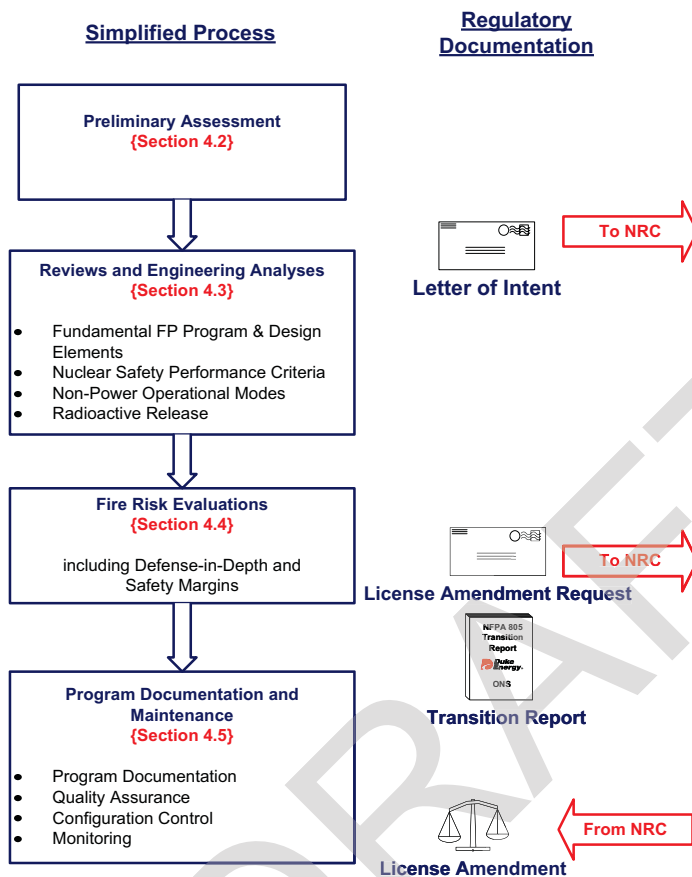 Simplified Process
Regulatory
Documentation
Preliminary Assessment
{Section 4.2}
To NRC
Letter of Intent
Reviews and Engineering Analyses
{Section 4.3}
• Fundamental FP Program & Design
Elements
• Nuclear Safety Performance Criteria
• Non-Power Operational Modes
• Radioactive Release
Fire Risk Evaluations
{Section 4.4}
including Defense-in-Depth and
Safety Margins
To NRC
License Amendment Request
NFPA 805
Transition
Report
Duke
Energy.
ONS
Transition Report
Program Documentation and
Maintenance
{Section 4.5}
• Program Documentation
• Quality Assurance
• Configuration Control
• Monitoring
From NRC
License Amendment
DRAFT